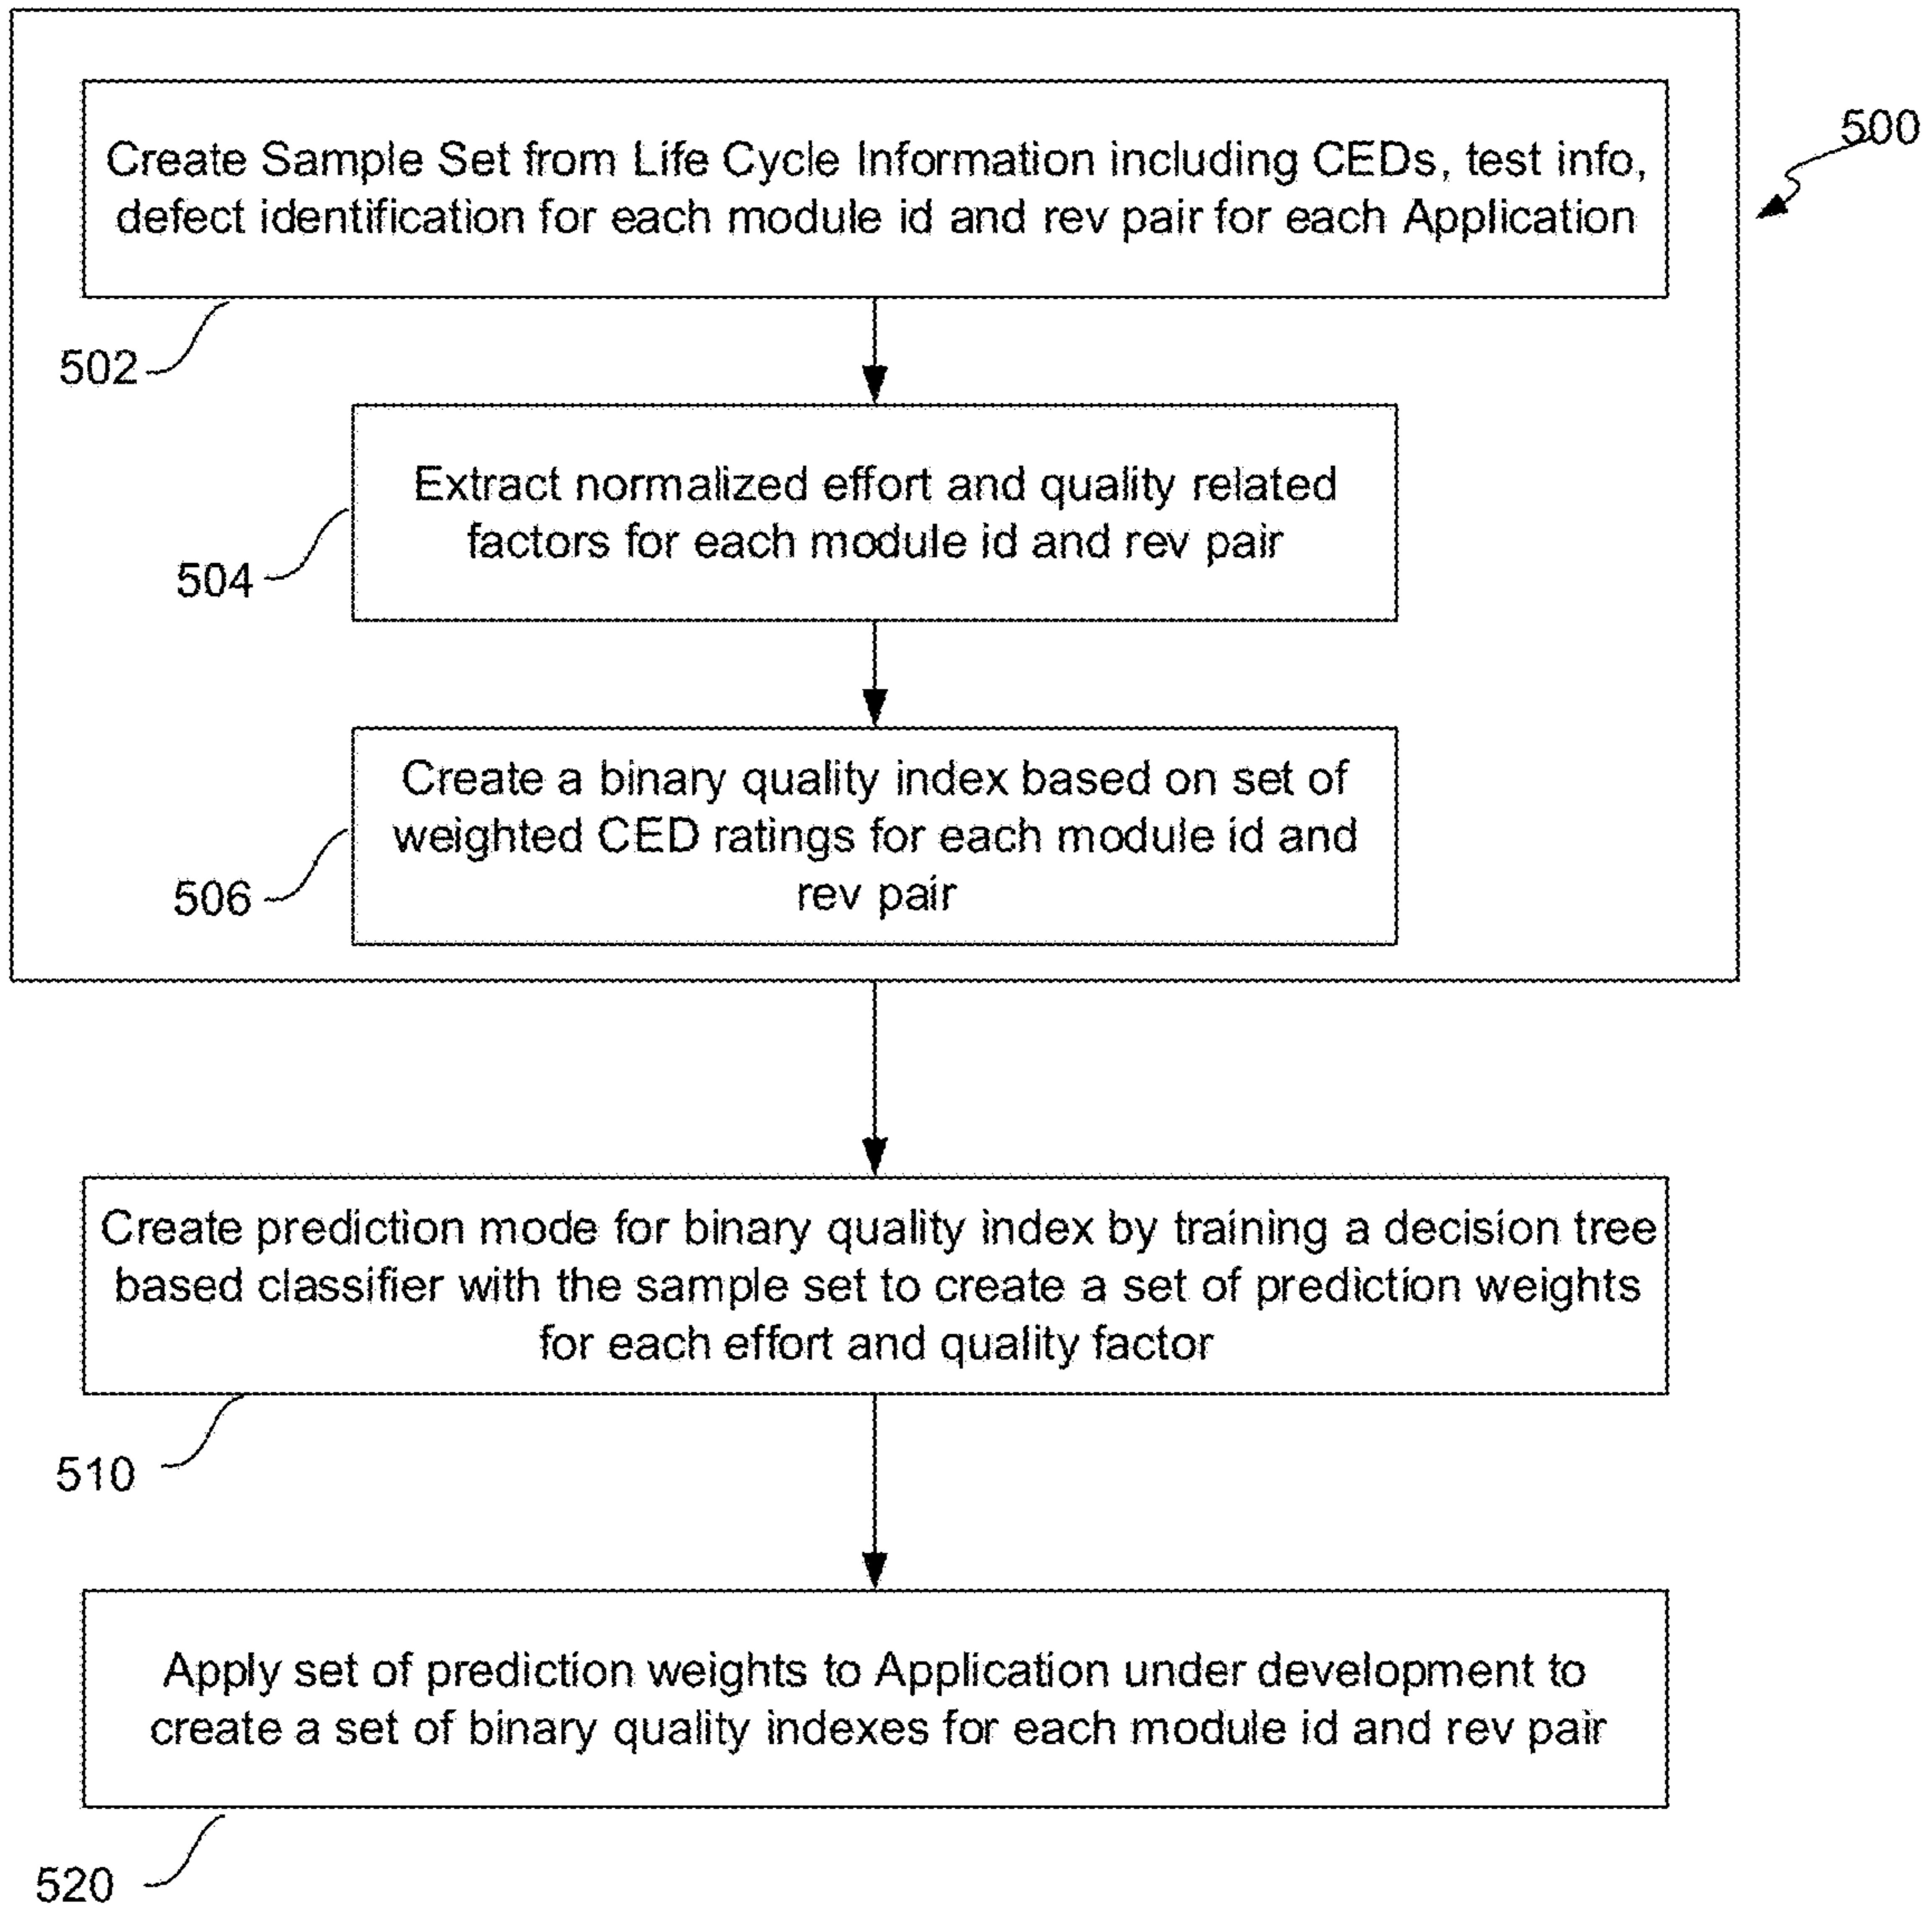 500
Create Sample Set from Life Cycle Information including CEDs, test info,
defect identification for each module id and rev pair for each Application
502
Extract normalized effort and quality related
factors for each module id and rev pair
504
Create a binary quality index based on set of
weighted CED ratings for each module id and
rev pair
506
Create prediction mode for binary quality index by training a decision tree
based classifier with the sample set to create a set of prediction weights
for each effort and quality factor
510
Apply set of prediction weights to Application under development to
create a set of binary quality indexes for each module id and rev pair
520